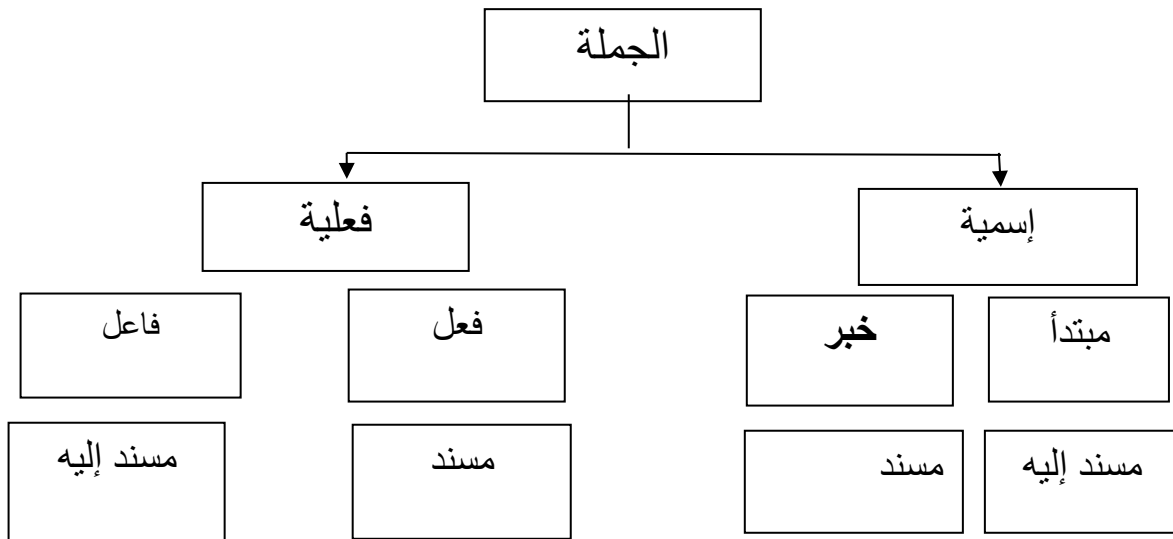 الجملة
إسمية
فعلية
مبتدأ
خبر
فعل
فاعل
مسند إليه
مسند
مسند
مسند إليه